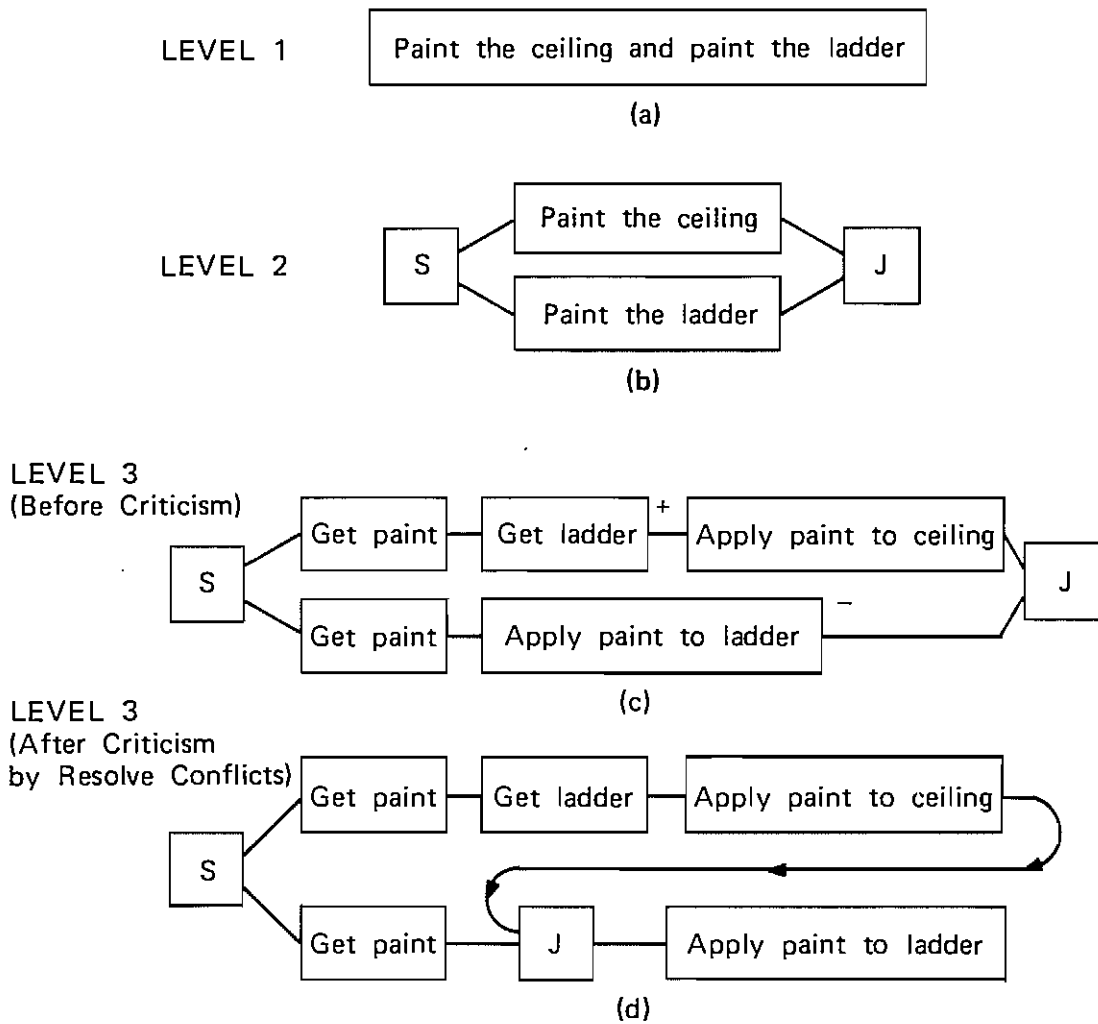 LEVEL 1
Paint the ceiling and paint the ladder
(a)
LEVEL 2
S
Paint the ceiling
Paint the ladder
J
(b)
LEVEL 3
(Before Criticism)
S
Get paint
Get ladder
+
Apply paint to ceiling
Get paint
Apply paint to ladder
−
J
(c)
LEVEL 3
(After Criticism
by Resolve Conflicts)
S
Get paint
Get ladder
Apply paint to ceiling
Get paint
J
Apply paint to ladder
(d)